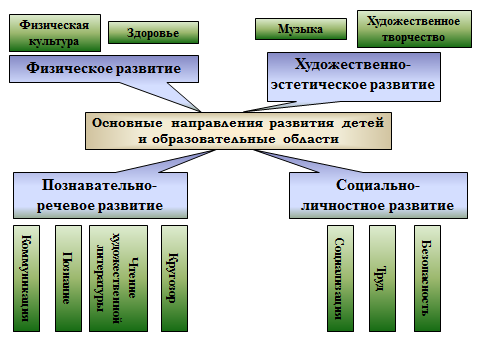 Физическая
культура
Здоровье
Музыка
Художественное
творчество
Физическое развитие
Художественно-
эстетическое развитие
Основные направления развития детей
и образовательные области
Познавательно-
речевое развитие
Социально-
личностное развитие
Коммуникации
Познание
Чтение
художественной
литературы
Кругозор
Социализация
Труд
Безопасность